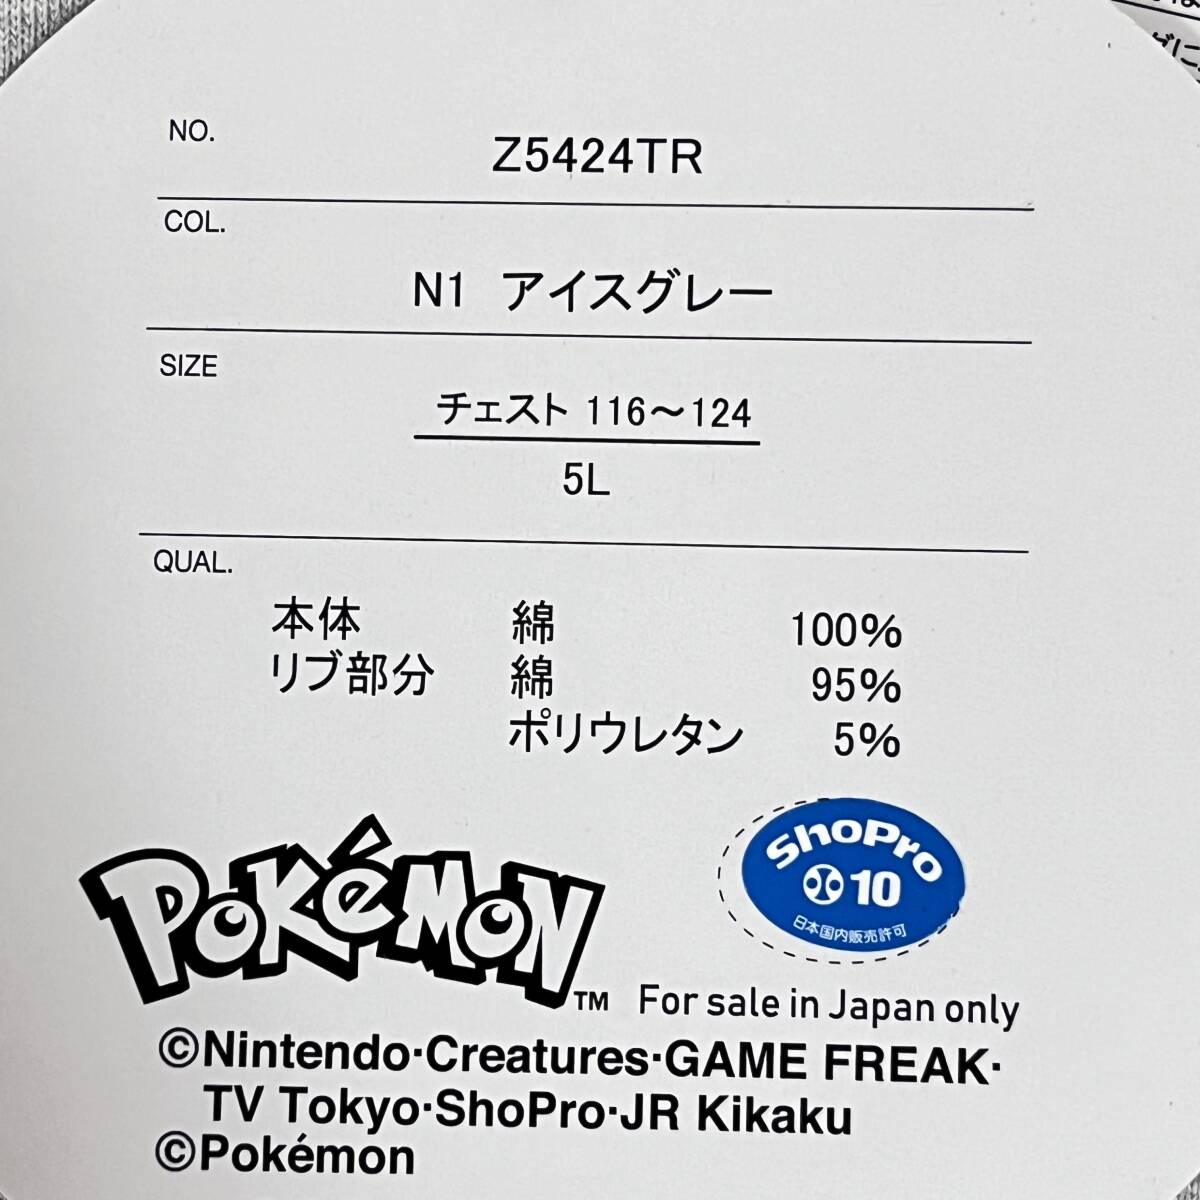 NO.
Z5424TR
COL.
N1 アイスグレー
SIZE
チェスト 116～124
5L
QUAL.
本体 綿 100%
リブ部分 綿 95%
ポリウレタン 5%
ShoPro
10
日本国内販売許可
POKéMON
TM
For sale in Japan only
©Nintendo·Creatures·GAME FREAK·
TV Tokyo·ShoPro·JR Kikaku
©Pokémon